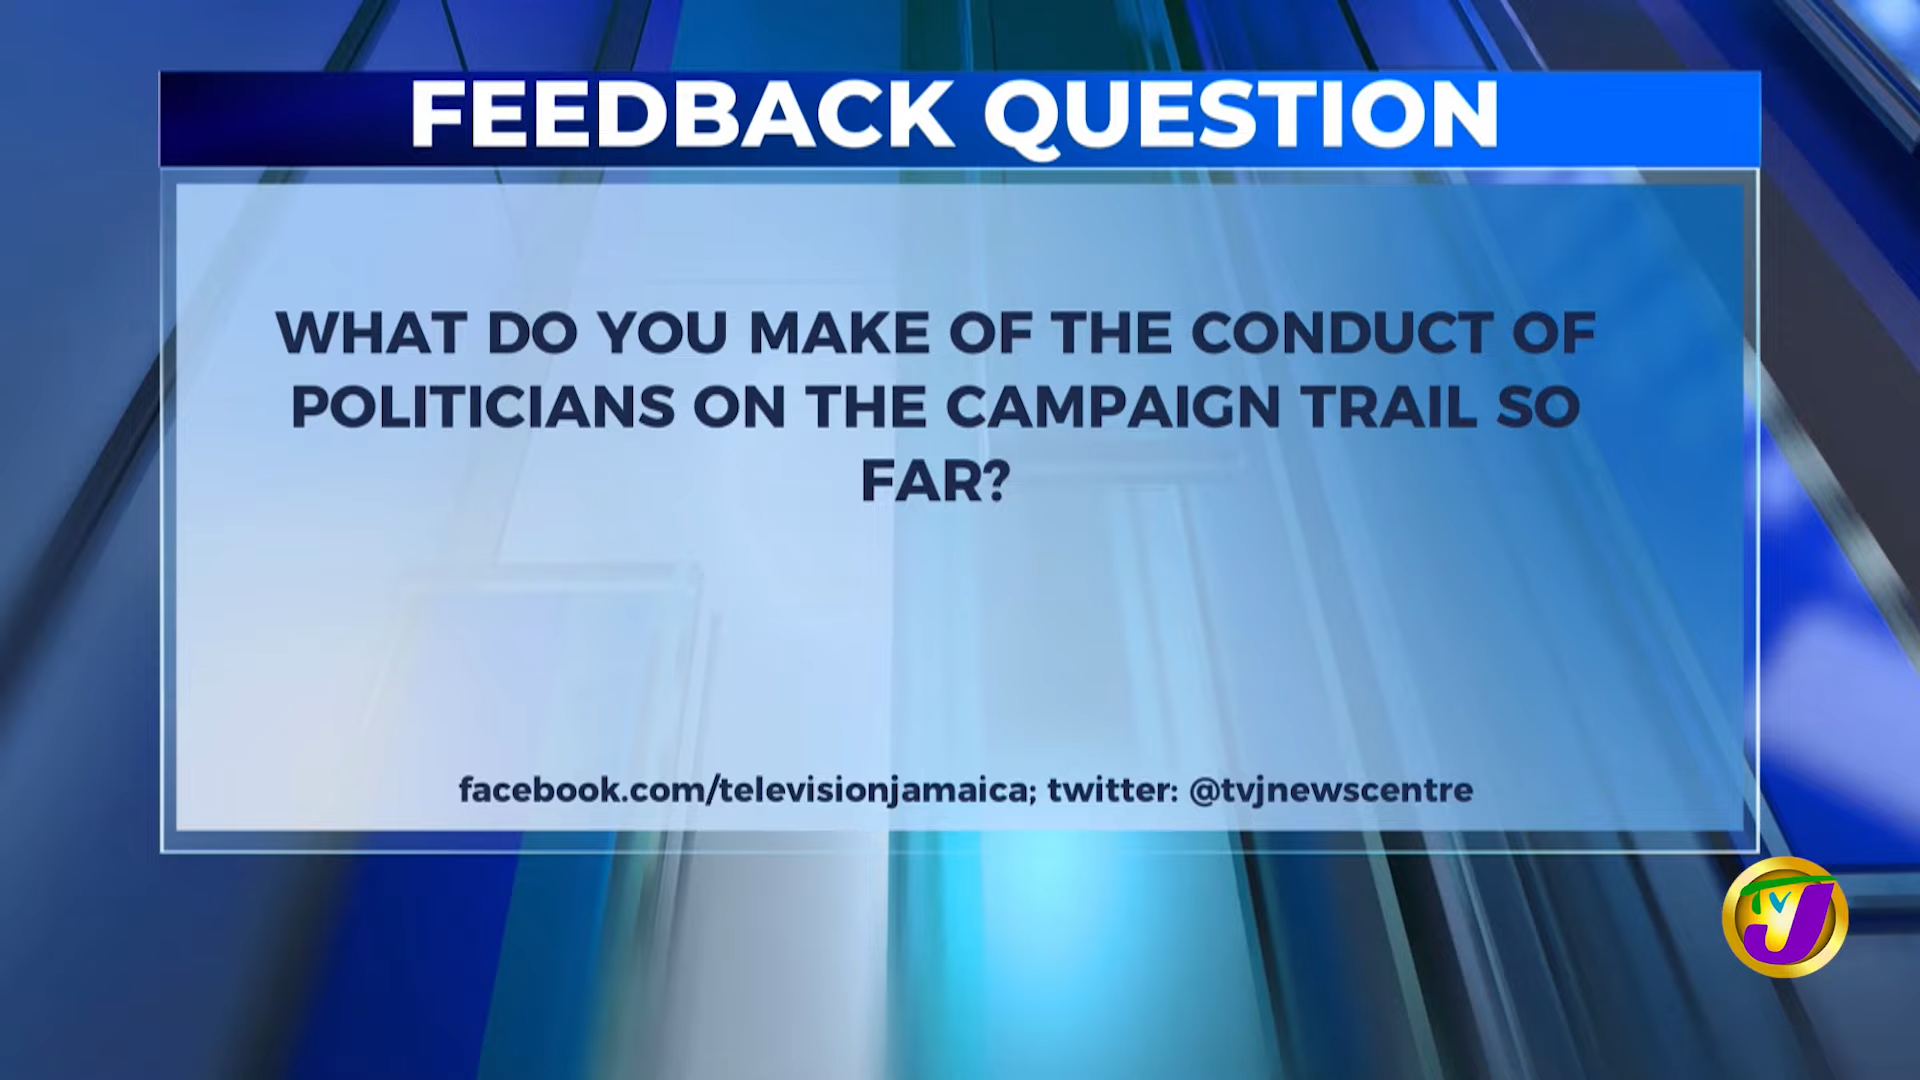 FEEDBACK QUESTION
WHAT DO YOU MAKE OF THE CONDUCT OF
POLITICIANS ON THE CAMPAIGN TRAIL SO
FAR?
facebook.com/televisionjamaica; twitter: @tvjnewscentre
TVJ